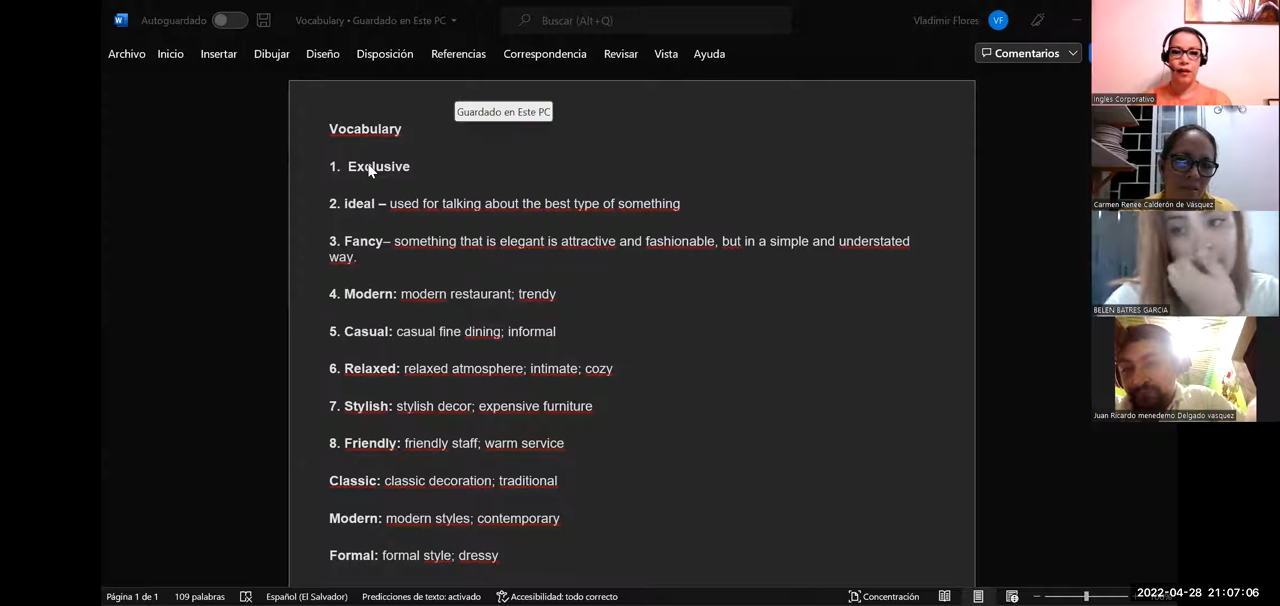 Autoguardado
Vocabulary • Guardado en Este PC
Buscar (Alt+Q)
Vladimir Flores
VF
Archivo Inicio Insertar Dibujar Diseño Disposición Referencias Correspondencia Revisar Vista Ayuda
Comentarios
Guardado en Este PC
Vocabulary
1. Exclusive
2. ideal – used for talking about the best type of something
3. Fancy– something that is elegant is attractive and fashionable, but in a simple and understated
way.
4. Modern: modern restaurant; trendy
5. Casual: casual fine dining; informal
6. Relaxed: relaxed atmosphere; intimate; cozy
7. Stylish: stylish decor; expensive furniture
8. Friendly: friendly staff; warm service
Classic: classic decoration; traditional
Modern: modern styles; contemporary
Formal: formal style; dressy
Página 1 de 1 109 palabras Español (El Salvador) Predicciones de texto: activado Accesibilidad: todo correcto Concentración
2022-04-28 21:07:06
Ingles Corporativo
Carmen Renee Calderón de Vásquez
BELEN BATRES GARCIA
Juan Ricardo menedemo Delgado vasquez